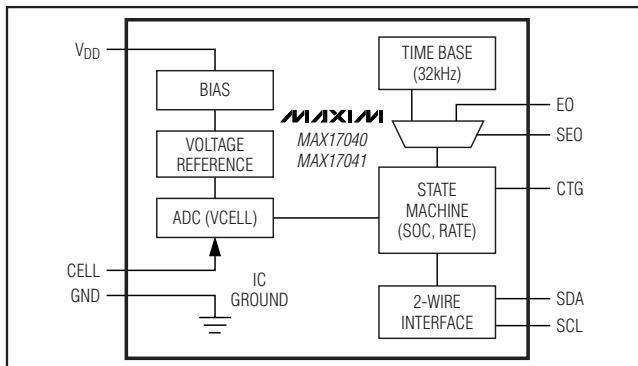 VDD
BIAS
VOLTAGE
REFERENCE
ADC (VCELL)
CELL
GND
IC
GROUND
MAXIM
MAX17040
MAX17041
TIME BASE
(32kHz)
EO
SEO
STATE
MACHINE
(SOC, RATE)
CTG
2-WIRE
INTERFACE
SDA
SCL